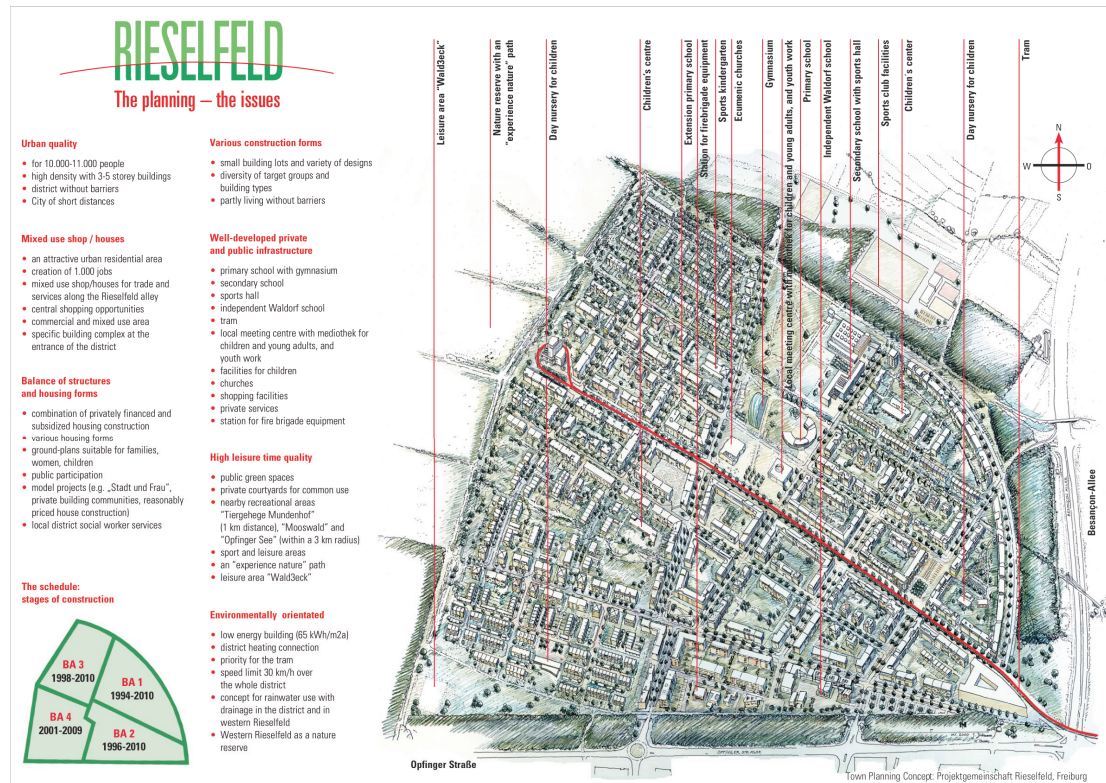 RIESELFELD
The planning – the issues
Urban quality
• for 10.000-11.000 people
• high density with 3-5 storey buildings
• district without barriers
• City of short distances
Mixed use shop / houses
• an attractive urban residential area
• creation of 1.000 jobs
• mixed use shop/houses for trade and
services along the Rieselfeld alley
• central shopping opportunities
• commercial and mixed use area
• specific building complex at the
entrance of the district
Balance of structures
and housing forms
• combination of privately financed and
subsidized housing construction
• various housing forms
• ground-plans suitable for families,
women, children
• public participation
• model projects (e.g. „Stadt und Frau",
private building communities, reasonably
priced house construction)
• local district social worker services
The schedule:
stages of construction
BA 3
1998-2010
BA 1
1994-2010
BA 4
2001-2009
BA 2
1996-2010
Various construction forms
• small building lots and variety of designs
• diversity of target groups and
building types
• partly living without barriers
Well-developed private
and public infrastructure
• primary school with gymnasium
• secondary school
• sports hall
• independent Waldorf school
• tram
• local meeting centre with mediothek for
children and young adults, and
youth work
• facilities for children
• churches
• shopping facilities
• private services
• station for fire brigade equipment
High leisure time quality
• public green spaces
• private courtyards for common use
• nearby recreational areas
"Tiergehege Mundenhof"
(1 km distance), "Mooswald" and
"Opfinger See" (within a 3 km radius)
• sport and leisure areas
• an "experience nature" path
• leisure area "Wald3eck"
Environmentally oriented
• low energy building (65 kWh/m2a)
• district heating connection
• priority for the tram
• speed limit 30 km/h over
the whole district
• concept for rainwater use with
drainage in the district and in
western Rieselfeld
• Western Rieselfeld as a nature
reserve
Leisure area "Wald3eck"
Nature reserve with an
"experience nature" path
Day nursery for children
Children's centre
Extension primary school
Station for firebrigade equipment
Sports kindergarten
Ecumenic churches
Gymnasium
Local meeting centre with mediothek for children and young adults, and youth work
Primary school
Independent Waldorf school
Secondary school with sports hall
Sports club facilities
Children's center
Day nursery for children
Tram
N
W
O
S
Besançon-Allee
OPFINGER STRASSE
Opfinger Straße
Town Planning Concept: Projektgemeinschaft Rieselfeld, Freiburg